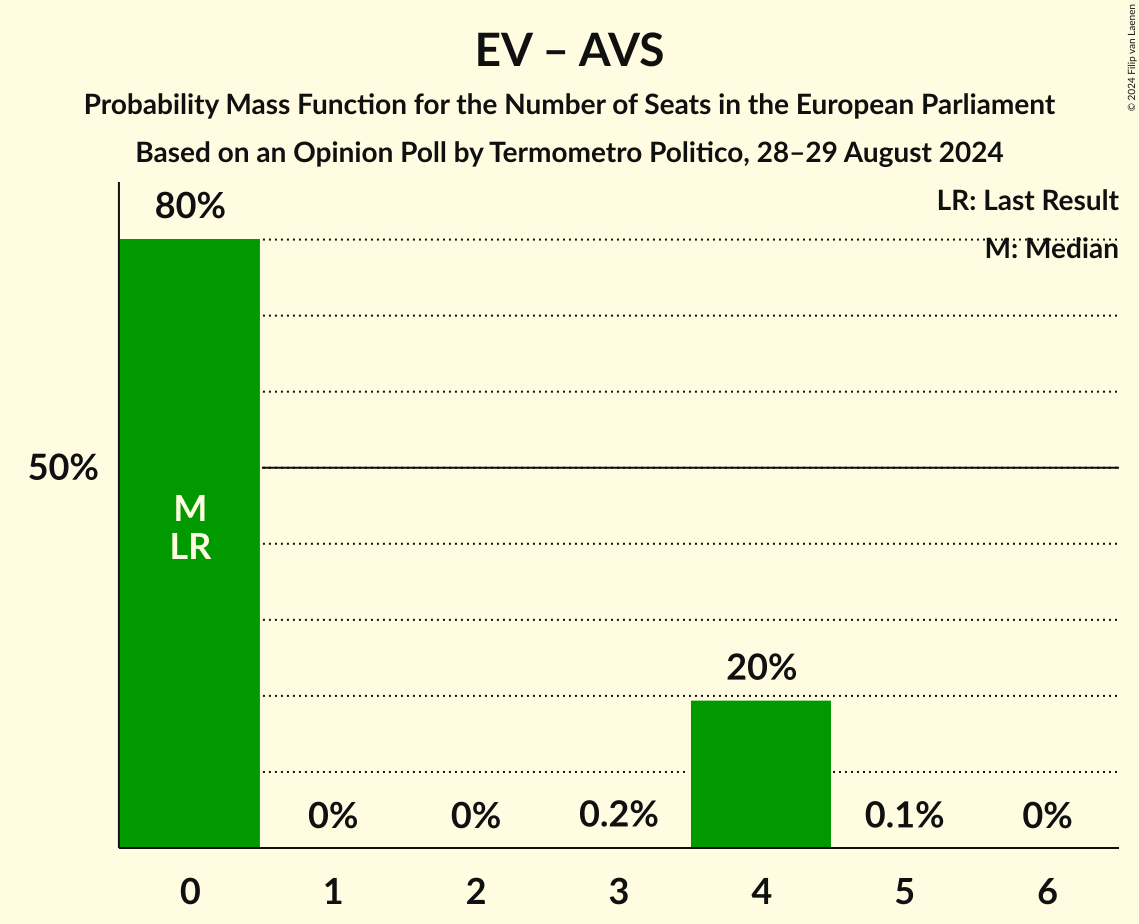 EV – AVS
Probability Mass Function for the Number of Seats in the European Parliament
Based on an Opinion Poll by Termometro Politico, 28–29 August 2024
© 2024 Filip van Laenen
LR: Last Result
M: Median
80%
50%
M
LR
20%
0%
0%
0.2%
0.1%
0%
0
1
2
3
4
5
6